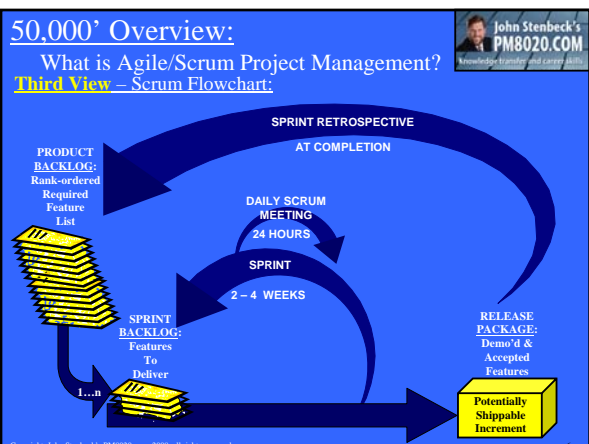 50,000’ Overview:
What is Agile/Scrum Project Management?
Third View – Scrum Flowchart:
John Stenbeck's
PM8020.COM
Knowledge transfer and career skills
SPRINT RETROSPECTIVE
AT COMPLETION
PRODUCT
BACKLOG:
Rank-ordered
Required
Feature
List
DAILY SCRUM
MEETING
24 HOURS
SPRINT
2 – 4 WEEKS
SPRINT
BACKLOG:
Features
To
Deliver
1…n
RELEASE
PACKAGE:
Demo'd &
Accepted
Features
Potentially
Shippable
Increment